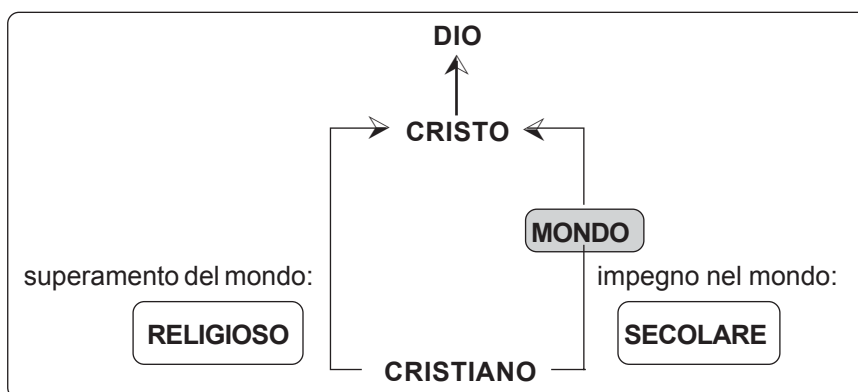 DIO
CRISTO
MONDO
superamento del mondo:
impegno nel mondo:
RELIGIOSO
SECOLARE
CRISTIANO